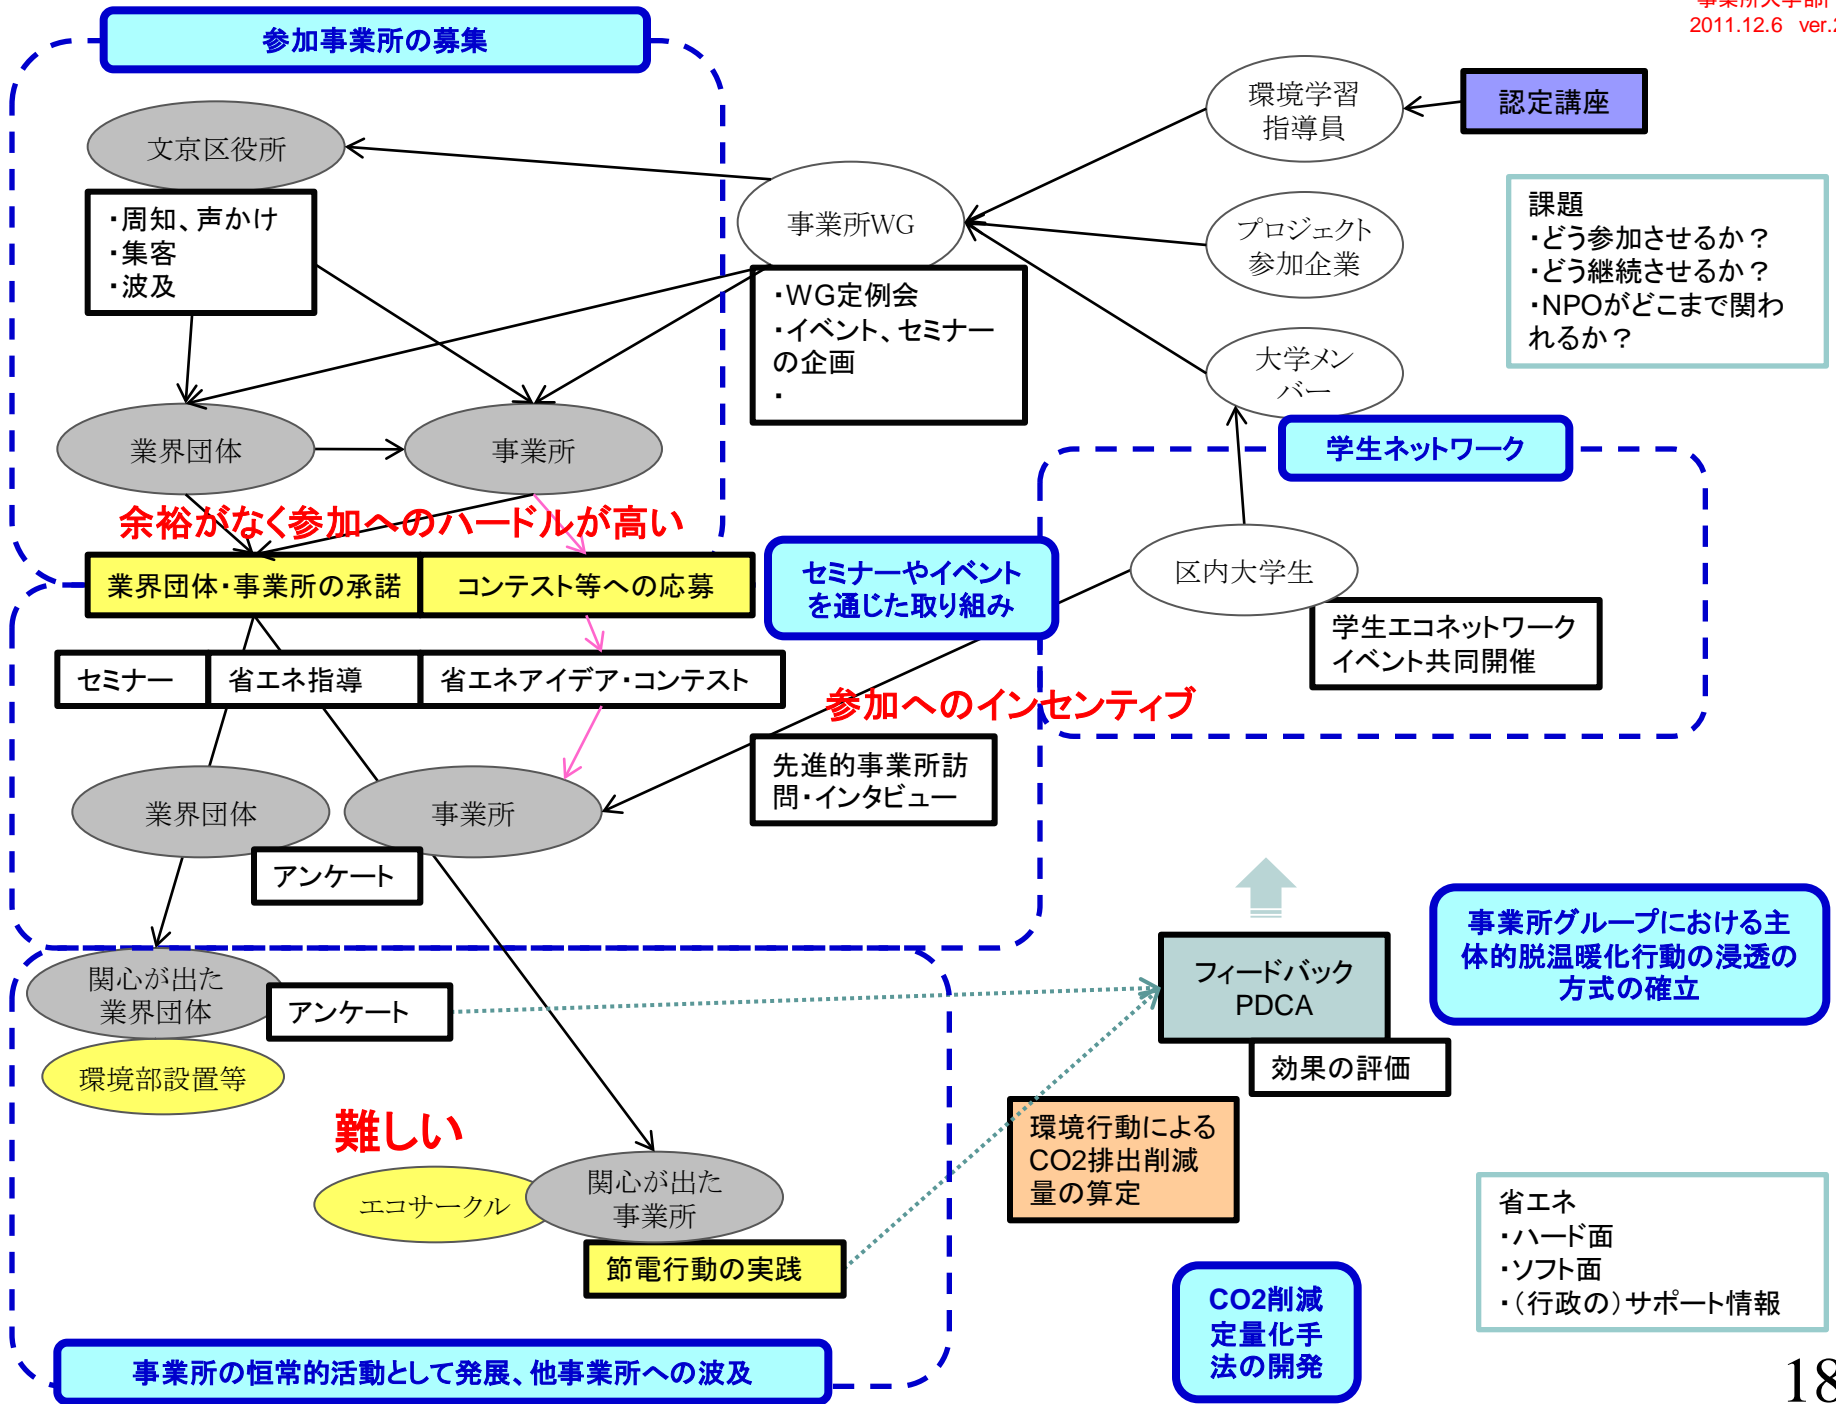 事業所大学部
2011.12.6 ver.2
参加事業所の募集
文京区役所
・周知、声かけ
・集客
・波及
事業所WG
・WG定例会
・イベント、セミナー
の企画
・
環境学習
指導員
認定講座
プロジェクト
参加企業
大学メン
バー
課題
・どう参加させるか？
・どう継続させるか？
・NPOがどこまで関わ
れるか？
業界団体
事業所
学生ネットワーク
余裕がなく参加へのハードルが高い
業界団体・事業所の承諾
コンテスト等への応募
セミナーやイベント
を通じた取り組み
区内大学生
学生エコネットワーク
イベント共同開催
セミナー
省エネ指導
省エネアイデア・コンテスト
参加へのインセンティブ
先進的事業所訪
問・インタビュー
業界団体
事業所
アンケート
関心が出た
業界団体
アンケート
環境部設置等
フィードバック
PDCA
効果の評価
事業所グループにおける主
体的脱温暖化行動の浸透の
方式の確立
難しい
エコサークル
関心が出た
事業所
節電行動の実践
環境行動による
CO2排出削減
量の算定
省エネ
・ハード面
・ソフト面
・（行政の）サポート情報
CO2削減
定量化手
法の開発
事業所の恒常的活動として発展、他事業所への波及
18